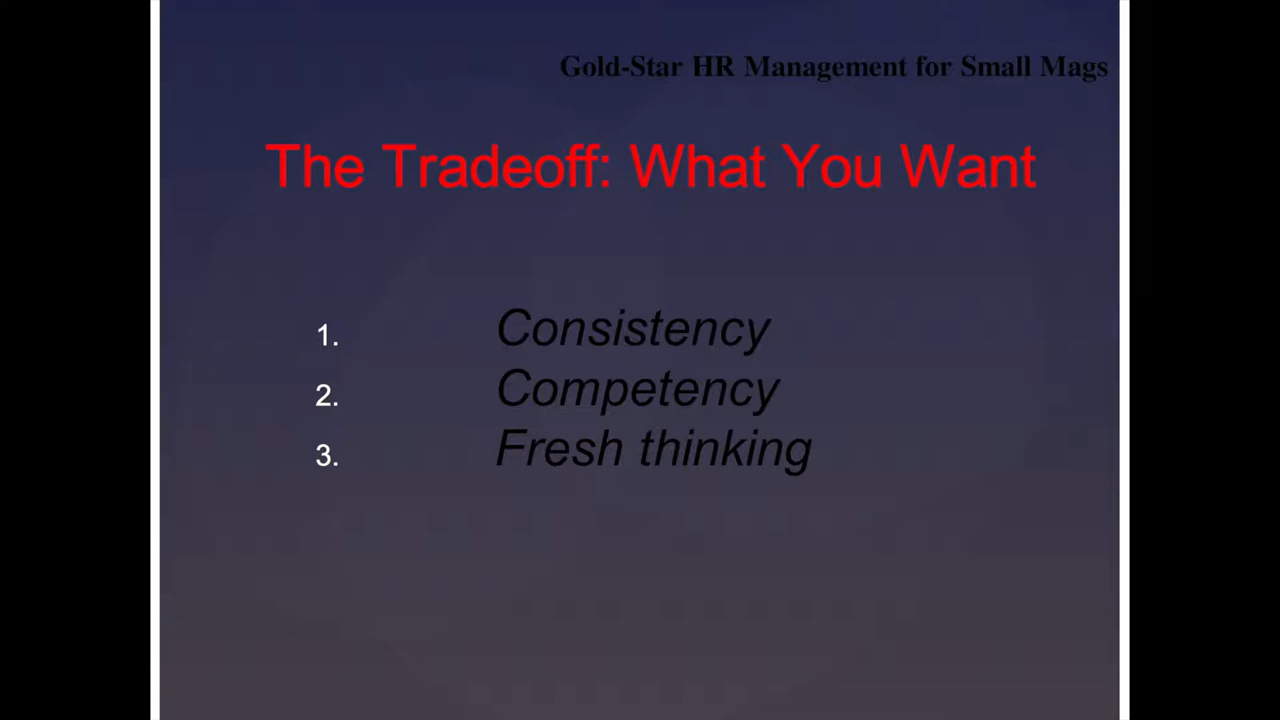 Gold-Star HR Management for Small Mags
The Tradeoff: What You Want
1. Consistency
2. Competency
3. Fresh thinking